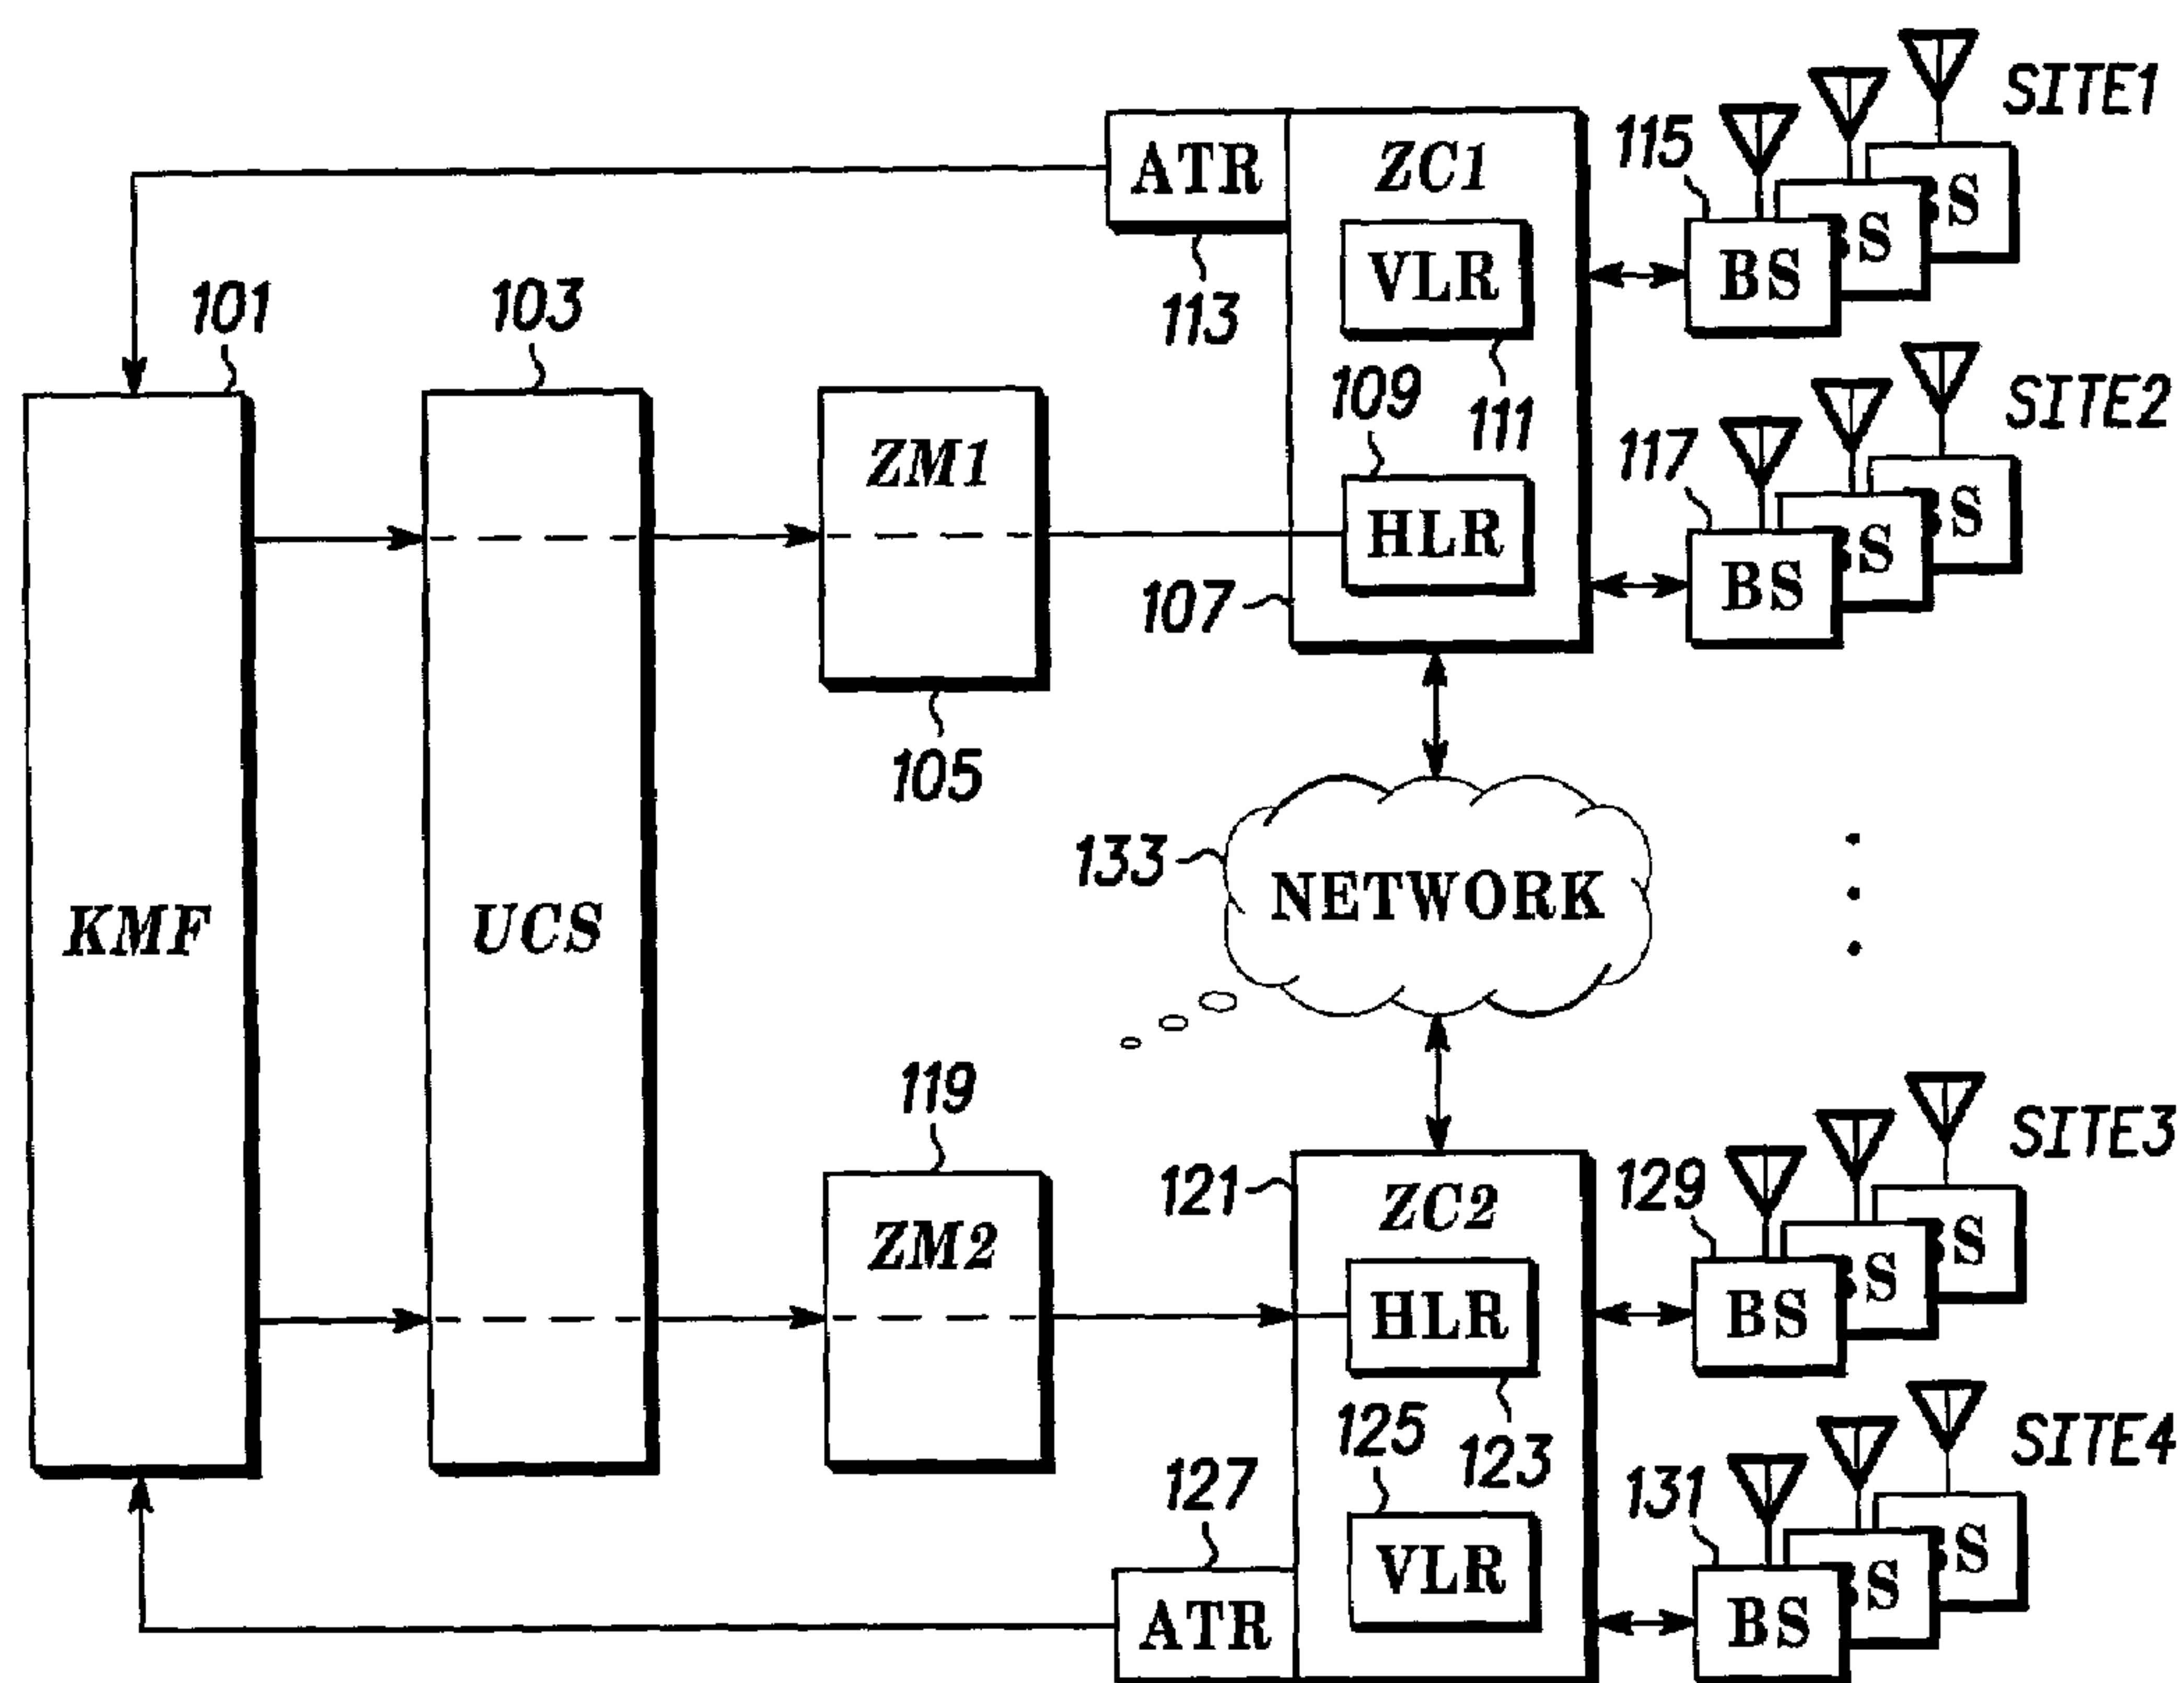 SITE1
ATR
ZC1
115
S
S
BS
VLR
113
111
101
103
109
SITE2
117
ZM1
HLR
S
S
BS
107
105
133
NETWORK
KMF
UCS
119
121
ZC2
129
SITE3
S
S
BS
ZM2
HLR
125
123
127
131
SITE4
S
S
BS
VLR
ATR